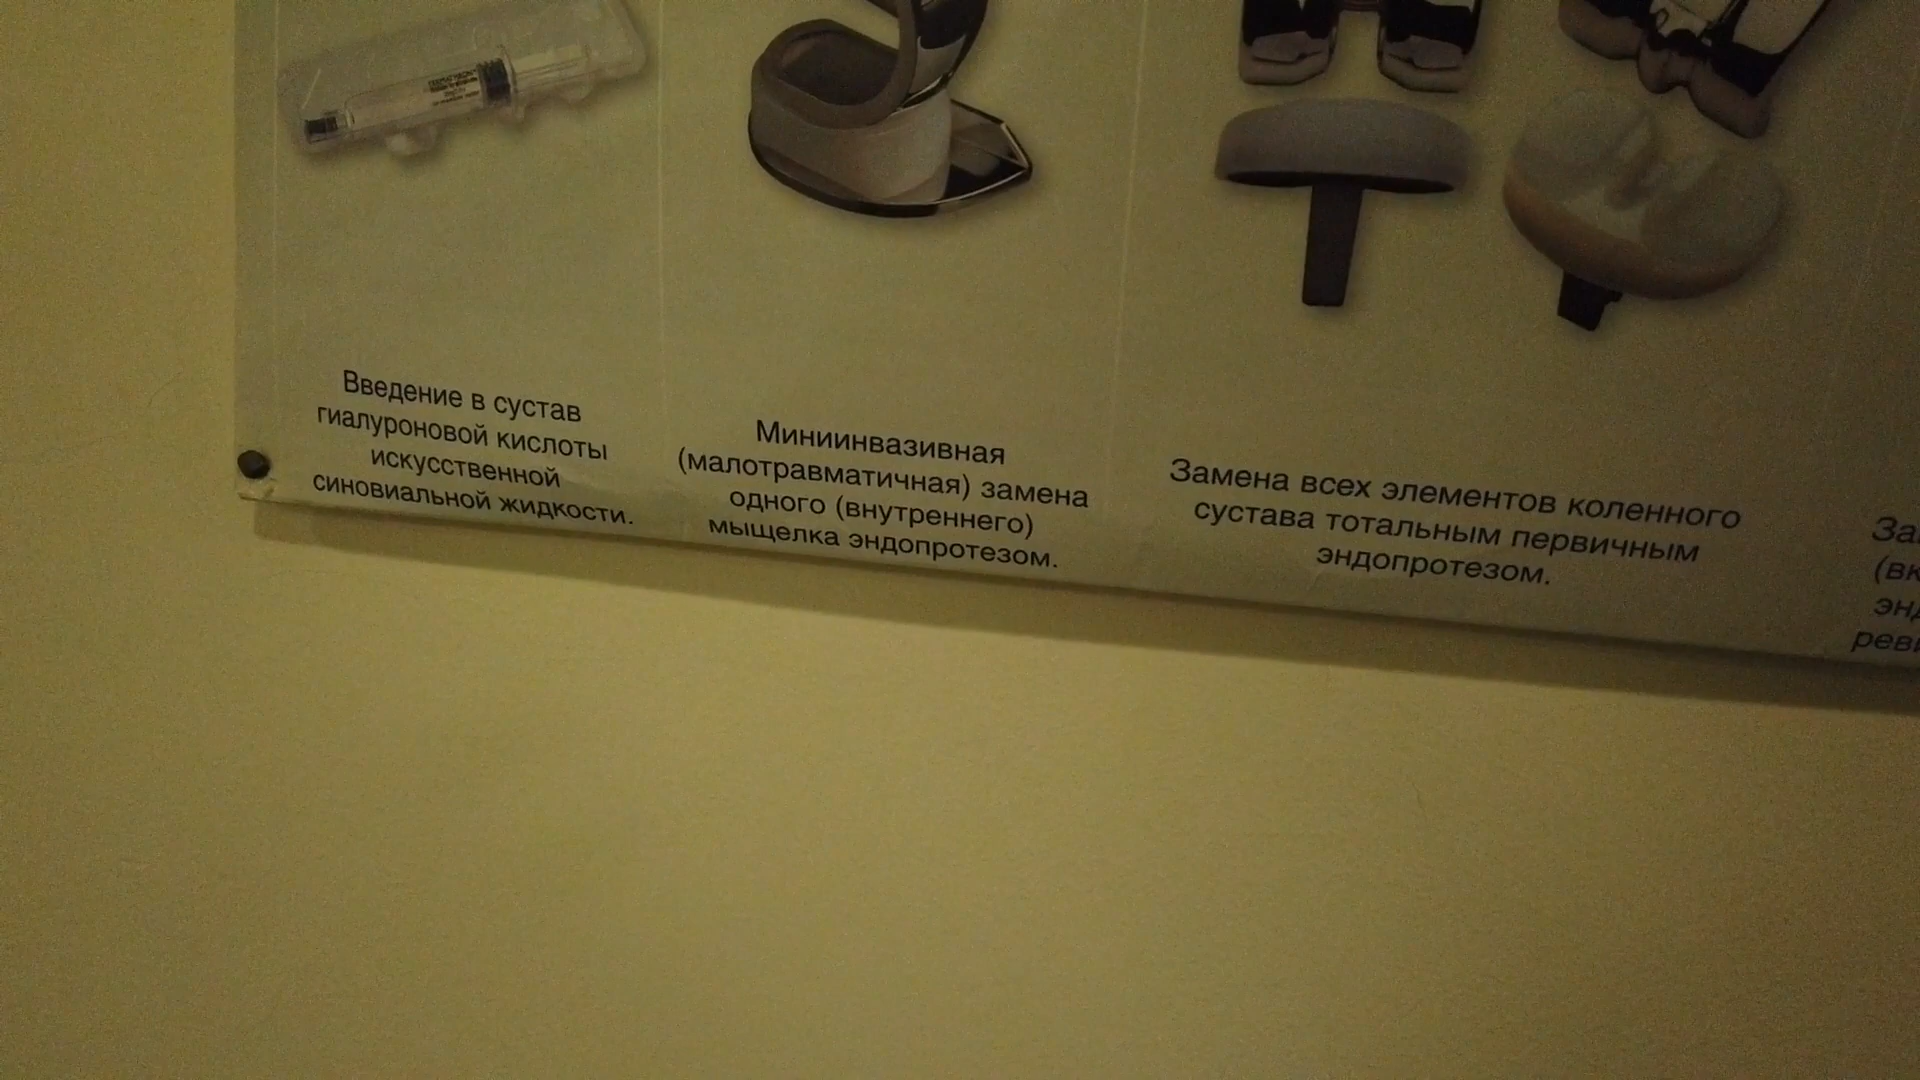 Введение в сустав
гиалуроновой кислоты
искусственной
синовиальной жидкости.
Миниинвазивная
(малотравматичная) замена
одного (внутреннего)
мыщелка эндопротезом.
Замена всех элементов коленного
сустава тотальным первичным
эндопротезом.